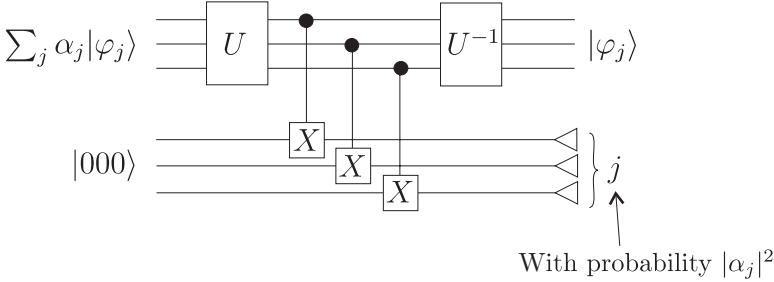 ∑_j α_j|φ_j⟩ U U⁻¹ |φ_j⟩
X
|000⟩ X j
X
With probability |α_j|²